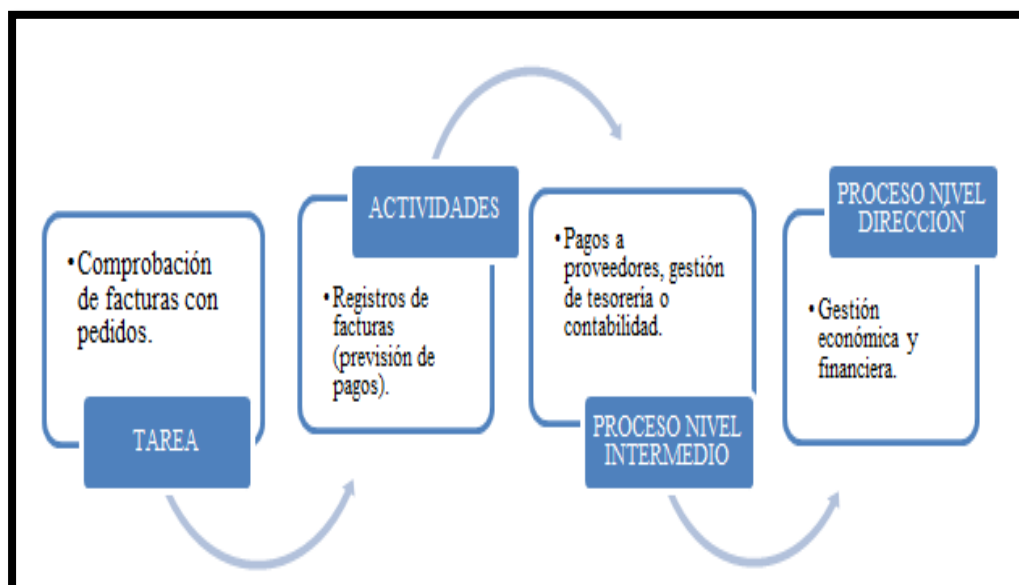 •Comprobación
de facturas con
pedidos.
TAREA
ACTIVIDADES
•Registros de
facturas
(previsión de
pagos).
•Pagos a
proveedores, gestión
de tesorería o
contabilidad.
PROCESO NIVEL
INTERMEDIO
PROCESO NIVEL
DIRECCIÓN
•Gestión
económica y
financiera.